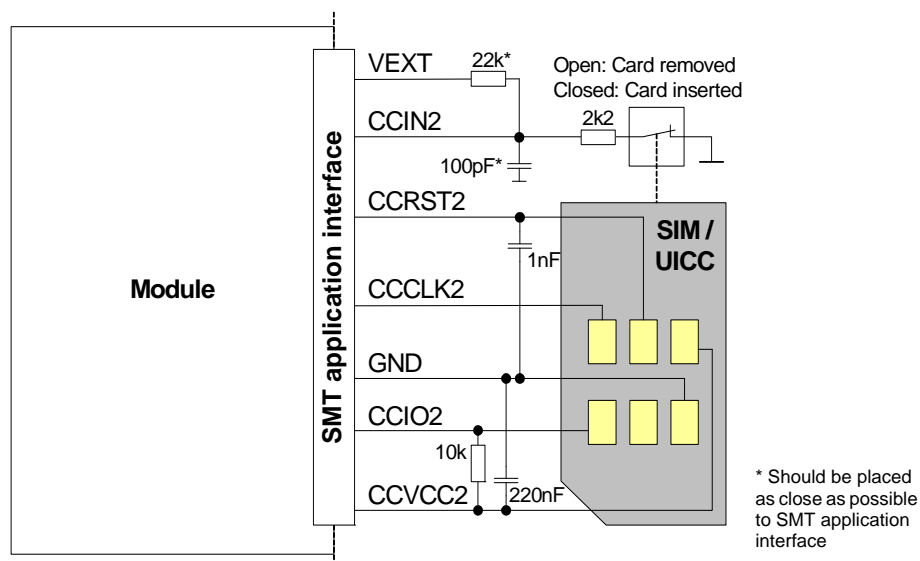 VEXT
22k*
Open: Card removed
Closed: Card inserted
CCIN2
2k2
100pF*
CCRST2
SIM /
UICC
1nF
Module
SMT application interface
CCCLK2
GND
CCIO2
10k
CCVCC2
220nF
* Should be placed
as close as possible
to SMT application
interface